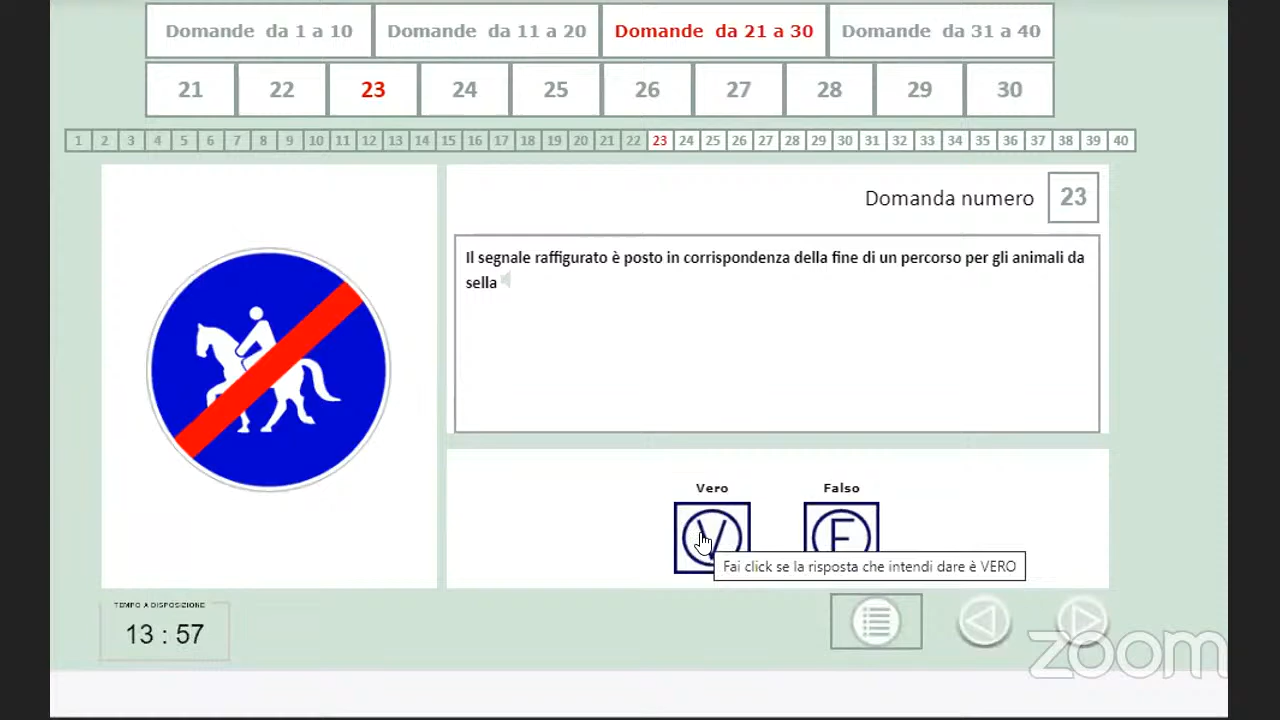 Domande da 1 a 10 Domande da 11 a 20 Domande da 21 a 30 Domande da 31 a 40
21 22 23 24 25 26 27 28 29 30
1 2 3 4 5 6 7 8 9 10 11 12 13 14 15 16 17 18 19 20 21 22 23 24 25 26 27 28 29 30 31 32 33 34 35 36 37 38 39 40
Domanda numero 23
Il segnale raffigurato è posto in corrispondenza della fine di un percorso per gli animali da
sella
Vero Falso
V F
Fai click se la risposta che intendi dare è VERO
TEMPO A DISPOSIZIONE
13 : 57
zoom